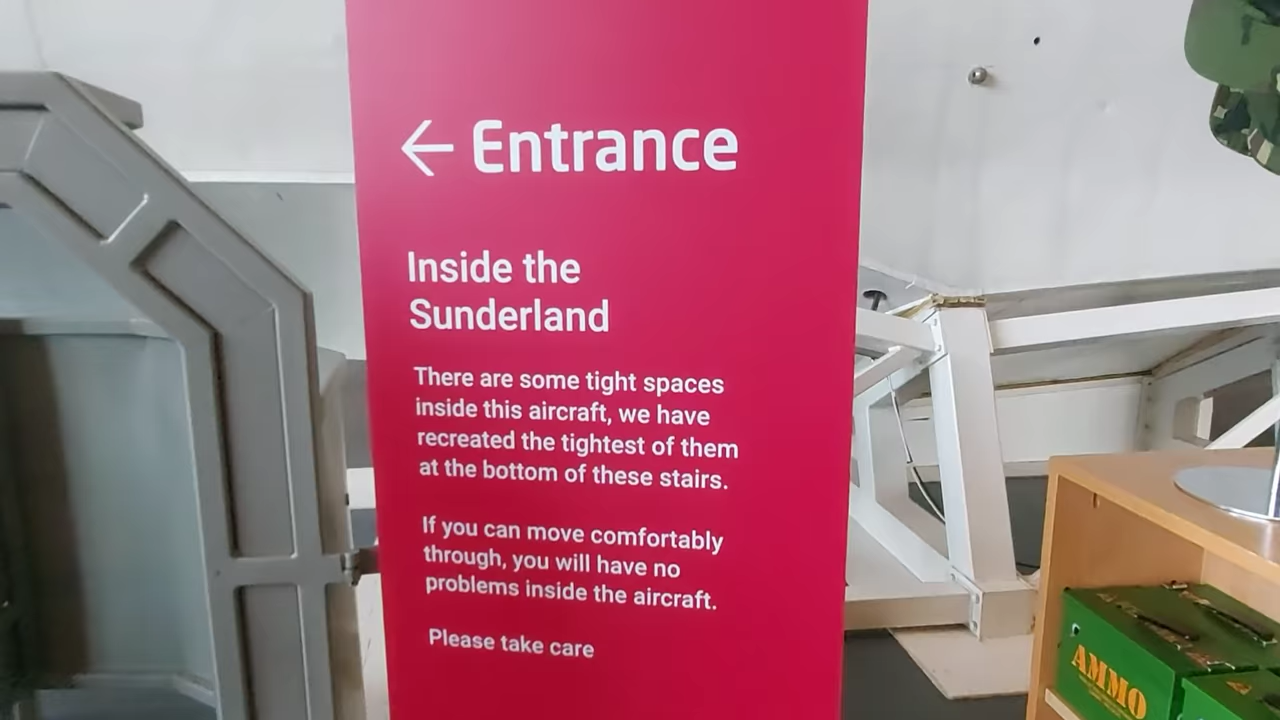 ← Entrance
Inside the
Sunderland
There are some tight spaces
inside this aircraft, we have
recreated the tightest of them
at the bottom of these stairs.
If you can move comfortably
through, you will have no
problems inside the aircraft.
Please take care
AMMO